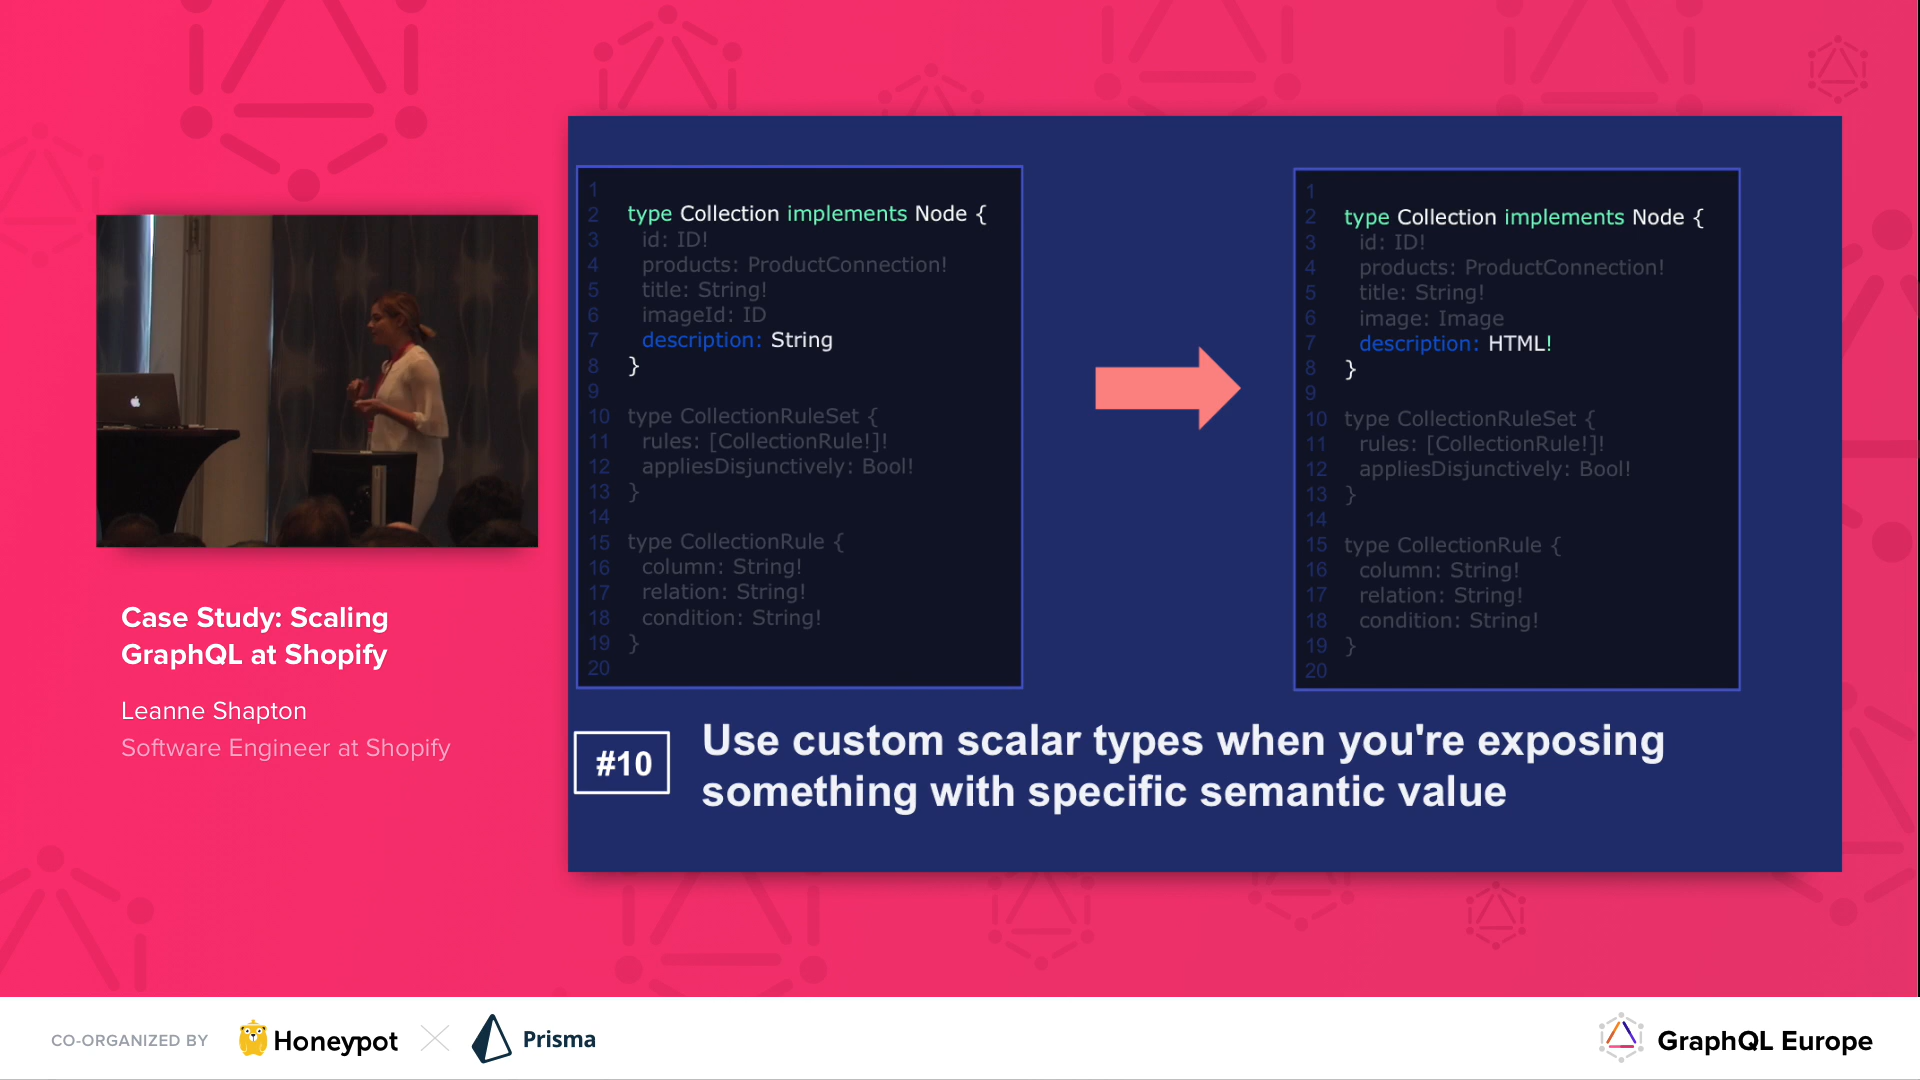 1
2 type Collection implements Node {
3 id: ID!
4 products: ProductConnection!
5 title: String!
6 imageId: ID
7 description: String
8 }
9
10 type CollectionRuleSet {
11 rules: [CollectionRule!]!
12 appliesDisjunctively: Bool!
13 }
14
15 type CollectionRule {
16 column: String!
17 relation: String!
18 condition: String!
19 }
20
1
2 type Collection implements Node {
3 id: ID!
4 products: ProductConnection!
5 title: String!
6 image: Image
7 description: HTML!
8 }
9
10 type CollectionRuleSet {
11 rules: [CollectionRule!]!
12 appliesDisjunctively: Bool!
13 }
14
15 type CollectionRule {
16 column: String!
17 relation: String!
18 condition: String!
19 }
20
#10
Use custom scalar types when you're exposing
something with specific semantic value
Case Study: Scaling
GraphQL at Shopify
Leanne Shapton
Software Engineer at Shopify
CO-ORGANIZED BY
Honeypot
Prisma
GraphQL Europe